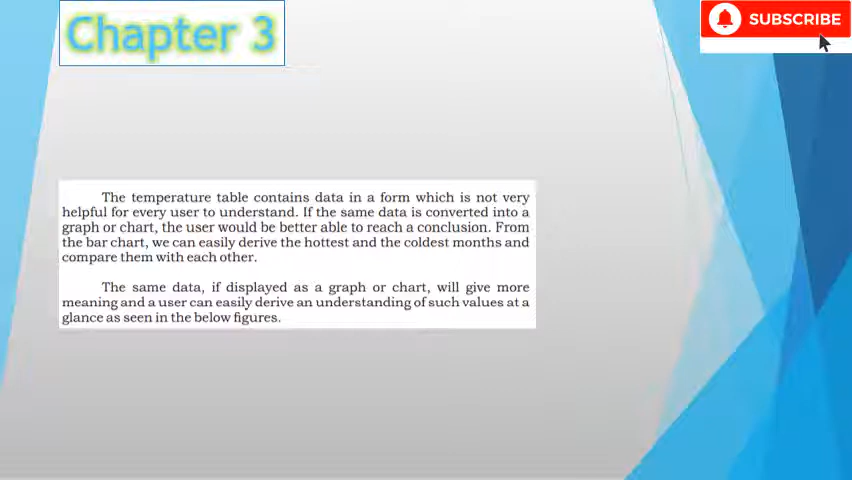 Chapter 3
SUBSCRIBE
The temperature table contains data in a form which is not very
helpful for every user to understand. If the same data is converted into a
graph or chart, the user would be better able to reach a conclusion. From
the bar chart, we can easily derive the hottest and the coldest months and
compare them with each other.
The same data, if displayed as a graph or chart, will give more
meaning and a user can easily derive an understanding of such values at a
glance as seen in the below figures.